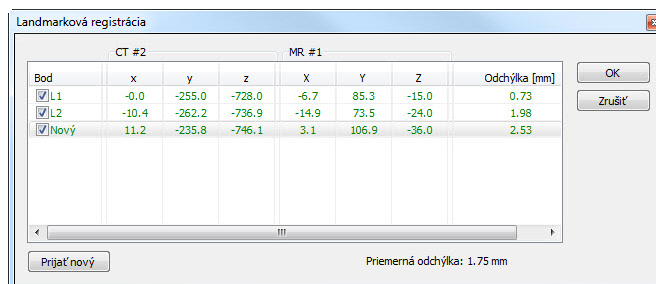 Landmarková registrácia
CT #2 MR #1
Bod x y z X Y Z Odchýlka [mm]
L1 -0.0 -255.0 -728.0 -6.7 85.3 -15.0 0.73
L2 -10.4 -262.2 -736.9 -14.9 73.5 -24.0 1.98
Nový 11.2 -235.8 -746.1 3.1 106.9 -36.0 2.53
OK
Zrušiť
Prijať nový Priemerná odchýlka: 1.75 mm